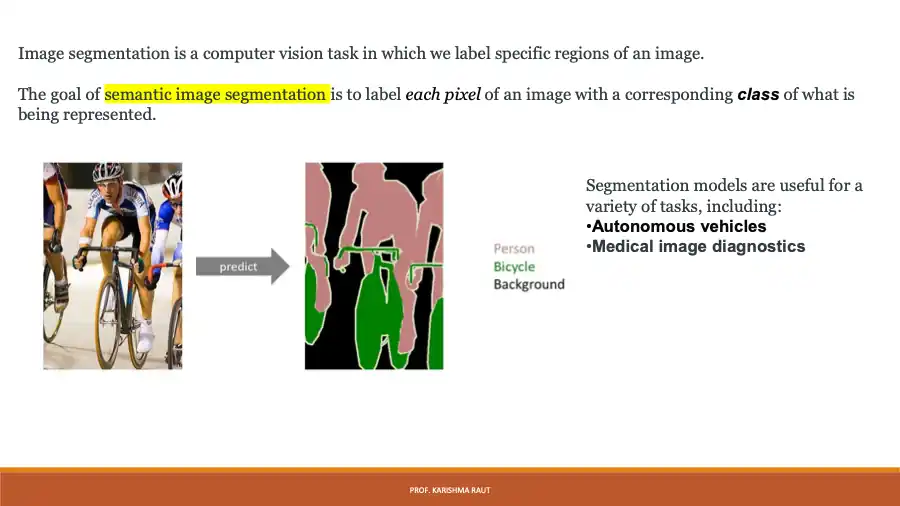 Image segmentation is a computer vision task in which we label specific regions of an image.
The goal of semantic image segmentation is to label each pixel of an image with a corresponding class of what is
being represented.
predict
Person
Bicycle
Background
Segmentation models are useful for a
variety of tasks, including:
•Autonomous vehicles
•Medical image diagnostics
PROF. KARISHMA RAUT